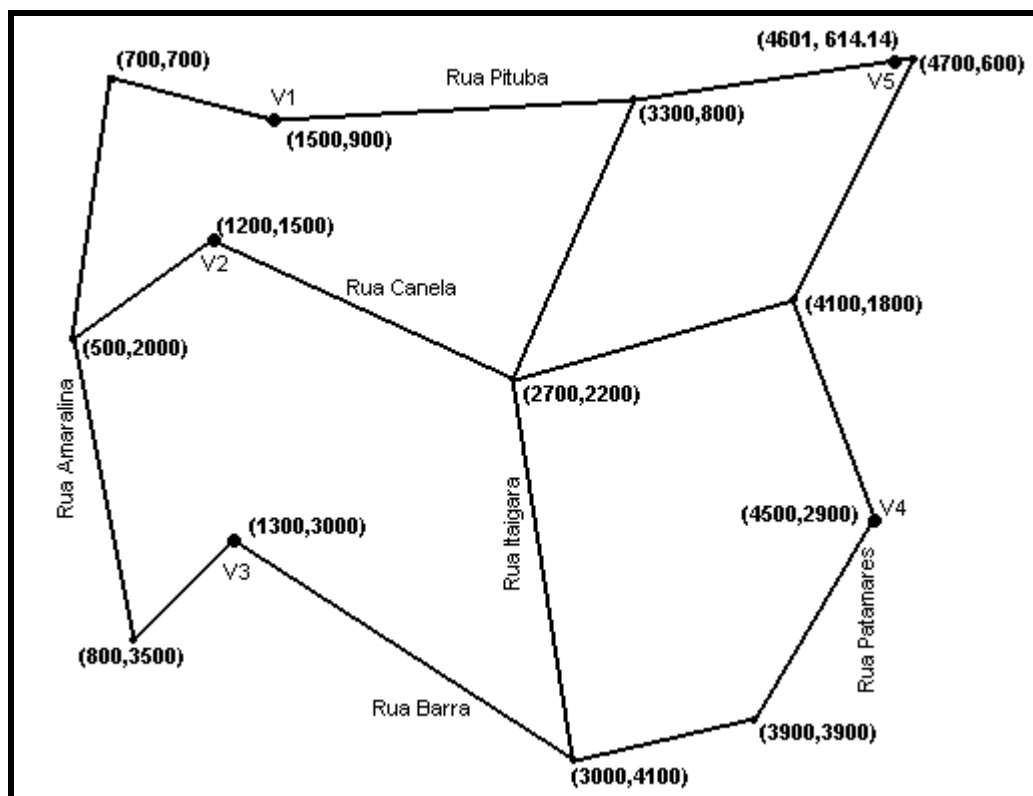 (4601, 614.14)
(700,700)
Rua Pituba
V5
(4700,600)
V1
(3300,800)
(1500,900)
(1200,1500)
V2
Rua Canela
(4100,1800)
(500,2000)
(2700,2200)
Rua Amaralina
(1300,3000)
V3
Rua Itaigara
(4500,2900)
V4
Rua Patamares
(800,3500)
Rua Barra
(3900,3900)
(3000,4100)